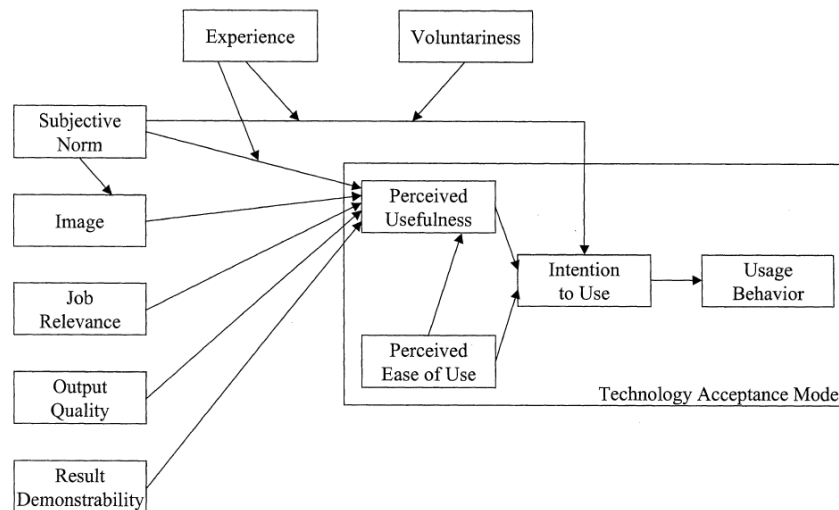 Experience
Voluntariness
Subjective
Norm
Image
Job
Relevance
Output
Quality
Result
Demonstrability
Perceived
Usefulness
Perceived
Ease of Use
Intention
to Use
Usage
Behavior
Technology Acceptance Mode